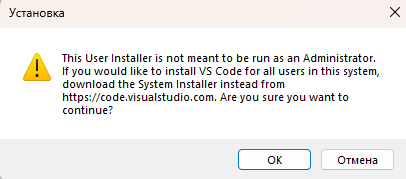 Установка
This User Installer is not meant to be run as an Administrator.
If you would like to install VS Code for all users in this system,
download the System Installer instead from
https://code.visualstudio.com. Are you sure you want to
continue?
OK
Отмена